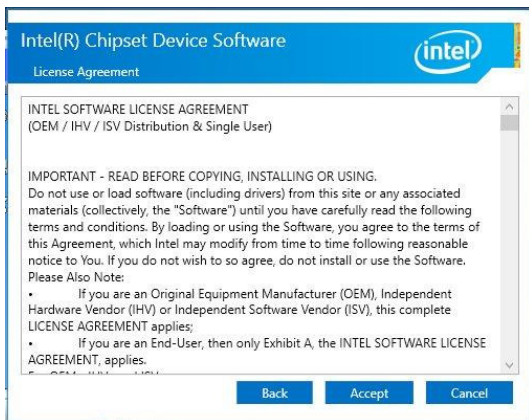 Intel(R) Chipset Device Software
intel
License Agreement
INTEL SOFTWARE LICENSE AGREEMENT
(OEM / IHV / ISV Distribution & Single User)
IMPORTANT - READ BEFORE COPYING, INSTALLING OR USING.
Do not use or load software (including drivers) from this site or any associated
materials (collectively, the "Software") until you have carefully read the following
terms and conditions. By loading or using the Software, you agree to the terms of
this Agreement, which Intel may modify from time to time following reasonable
notice to You. If you do not wish to so agree, do not install or use the Software.
Please Also Note:
• If you are an Original Equipment Manufacturer (OEM), Independent
Hardware Vendor (IHV) or Independent Software Vendor (ISV), this complete
LICENSE AGREEMENT applies;
• If you are an End-User, then only Exhibit A, the INTEL SOFTWARE LICENSE
AGREEMENT, applies.
Back Accept Cancel